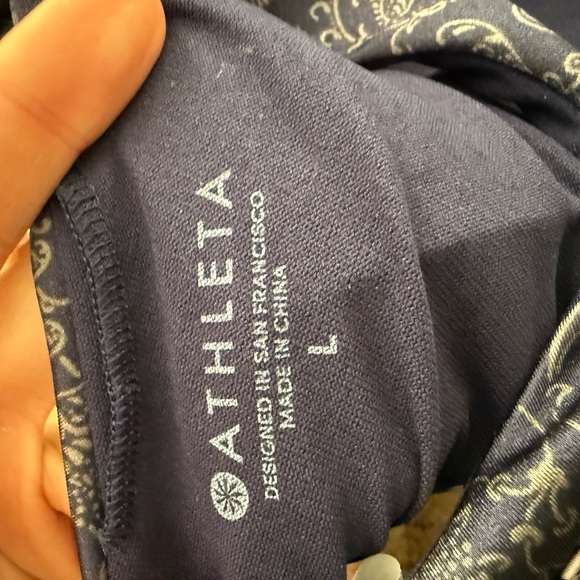 ATHLETA
DESIGNED IN SAN FRANCISCO
MADE IN CHINA
L